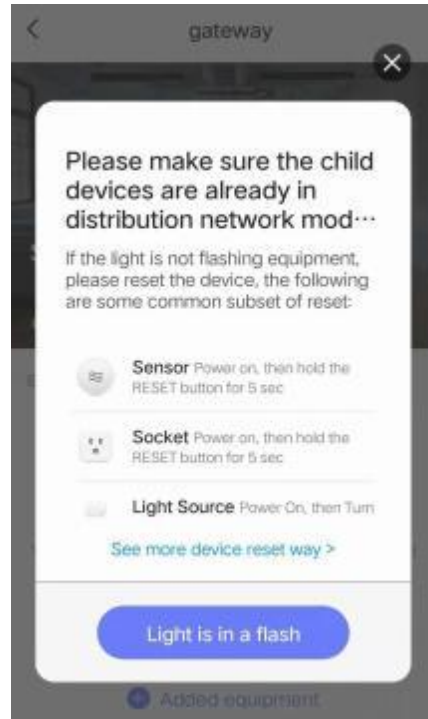 gateway
Please make sure the child
devices are already in
distribution network mod···
If the light is not flashing equipment,
please reset the device, the following
are some common subset of reset:
Sensor Power on, then hold the
RESET button for 5 sec
Socket Power on, then hold the
RESET button for 5 sec
Light Source Power On, then Turn
See more device reset way >
Light is in a flash
Added equipment